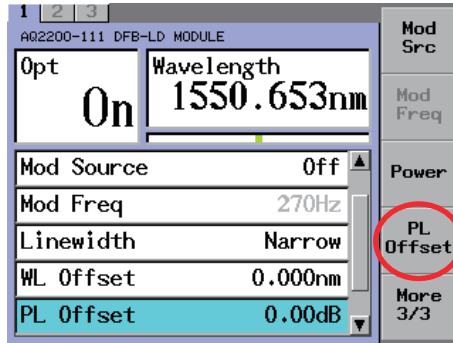 1 2 3
AQ2200-111 DFB-LD MODULE
Opt
On
Wavelength
1550.653nm
Mod Source Off
Mod Freq 270Hz
Linewidth Narrow
WL Offset 0.000nm
PL Offset 0.00dB
Mod
Src
Mod
Freq
Power
PL
Offset
More
3/3